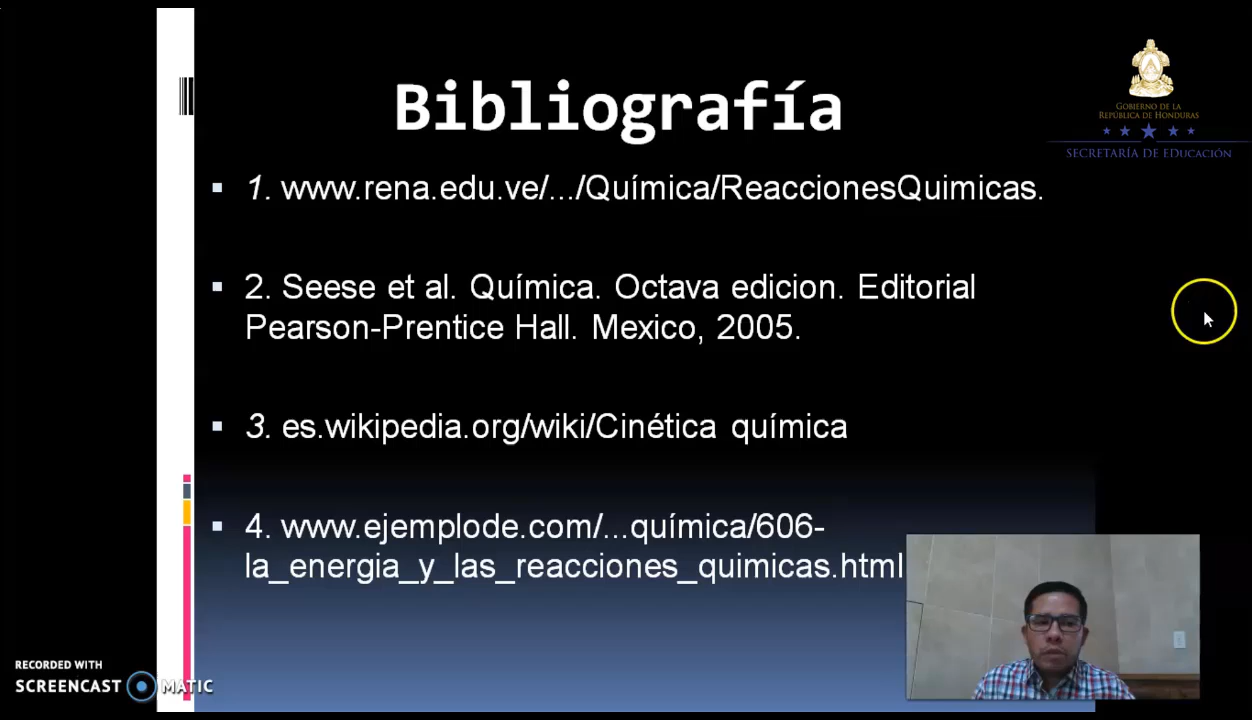 Bibliografía
GOBIERNO DE LA
REPÚBLICA DE HONDURAS
SECRETARÍA DE EDUCACIÓN
1. www.rena.edu.ve/.../Química/ReaccionesQuimicas.
2. Seese et al. Química. Octava edicion. Editorial
Pearson-Prentice Hall. Mexico, 2005.
3. es.wikipedia.org/wiki/Cinética química
4. www.ejemplode.com/...química/606-
la_energia_y_las_reacciones_quimicas.html
RECORDED WITH
SCREENCAST MATIC